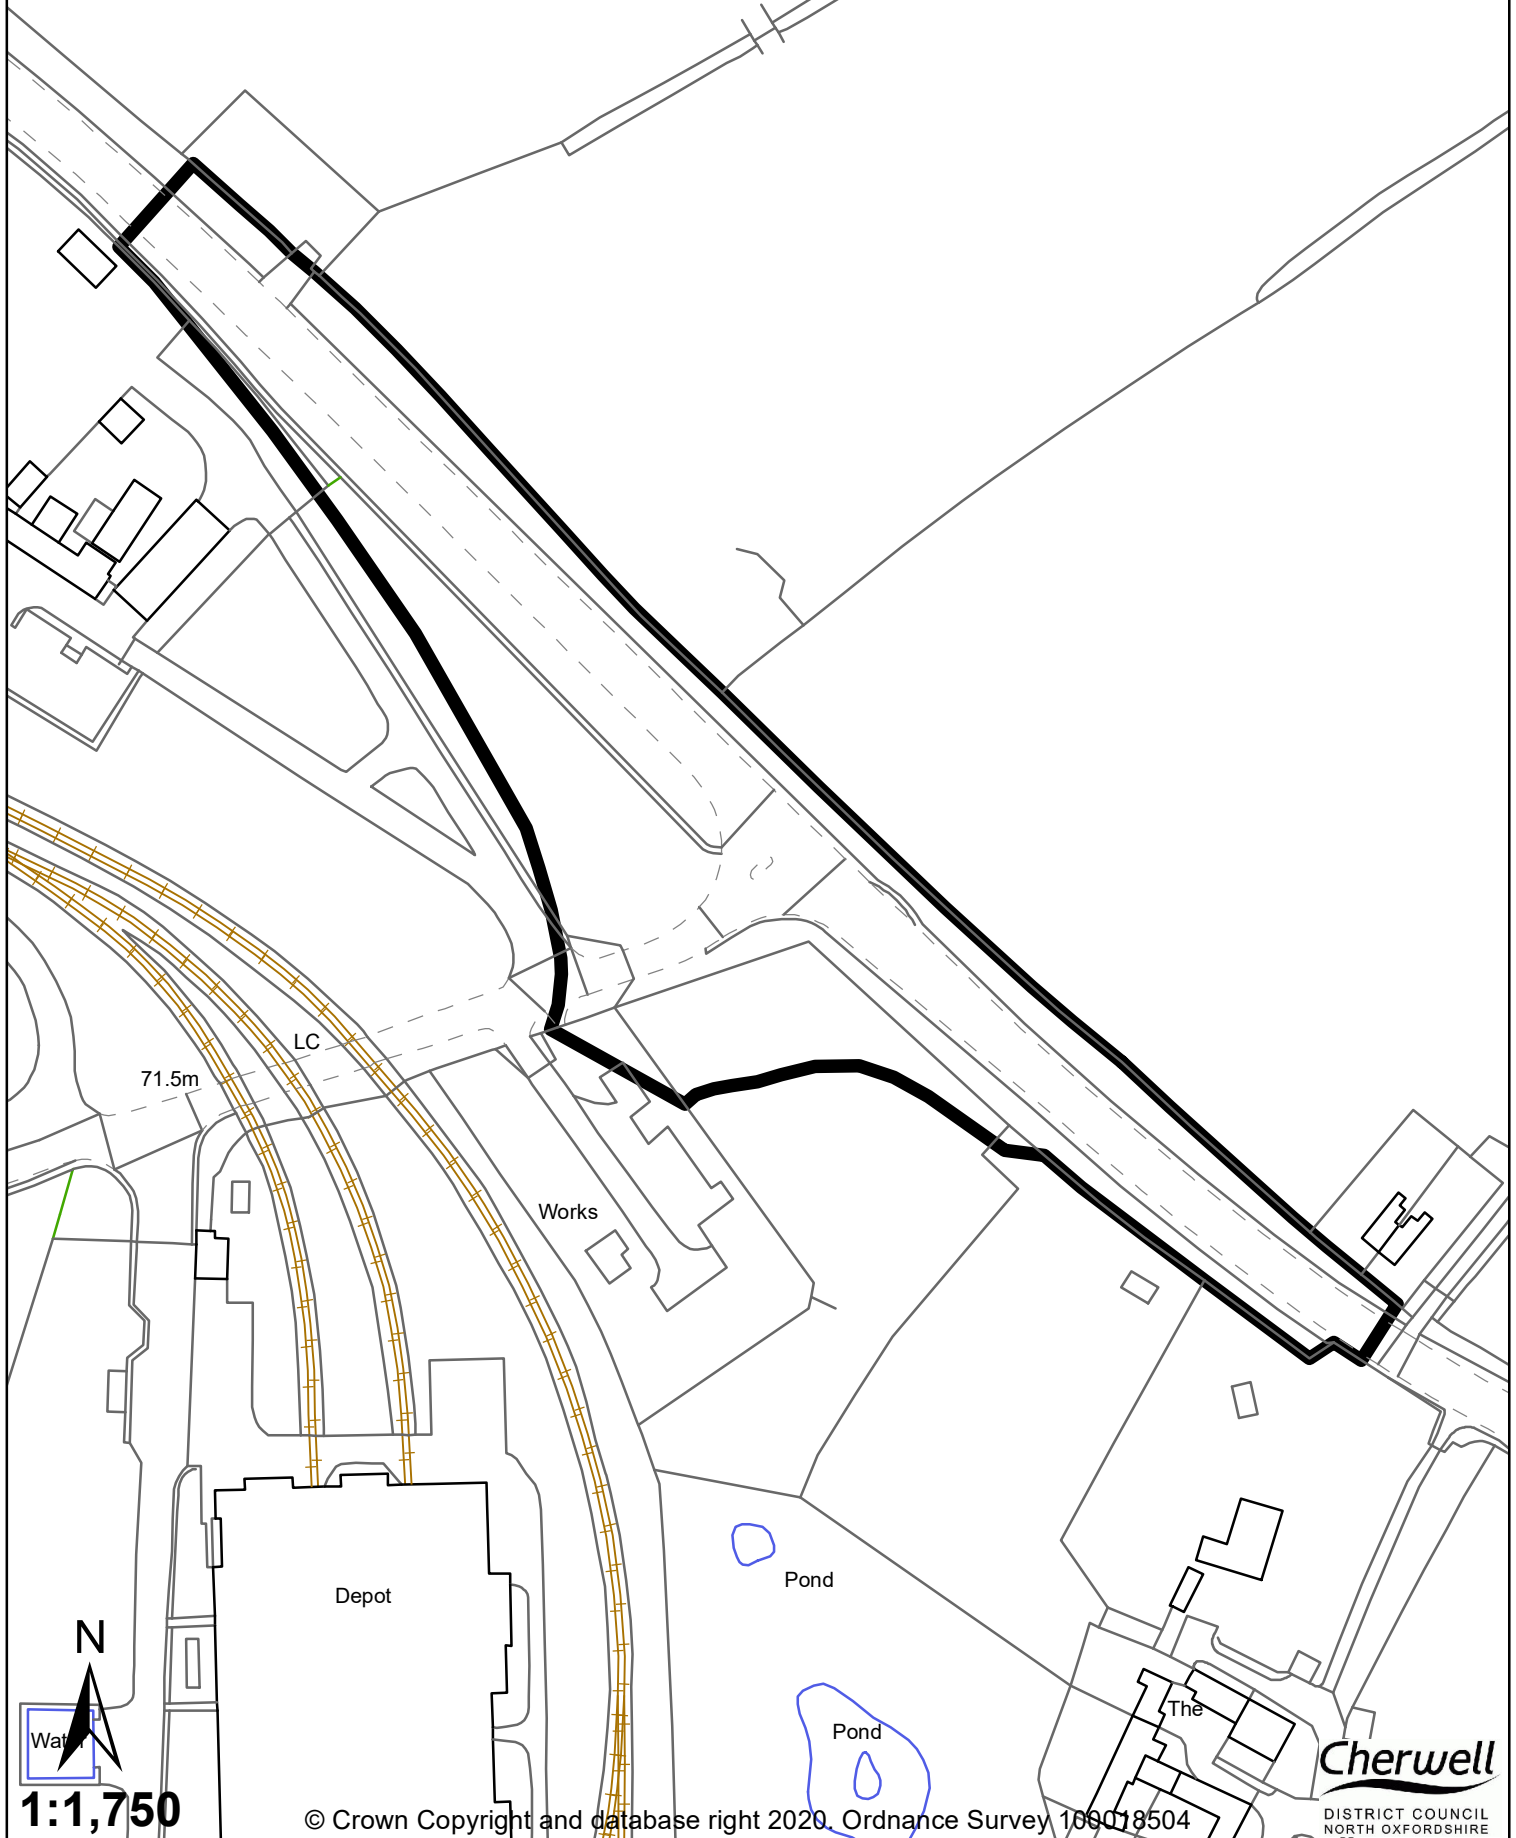 LC
71.5m
Works
Depot
Pond
N
Pond
The
Water
Cherwell
DISTRICT COUNCIL
NORTH OXFORDSHIRE
1:1,750
© Crown Copyright and database right 2020. Ordnance Survey 100018504